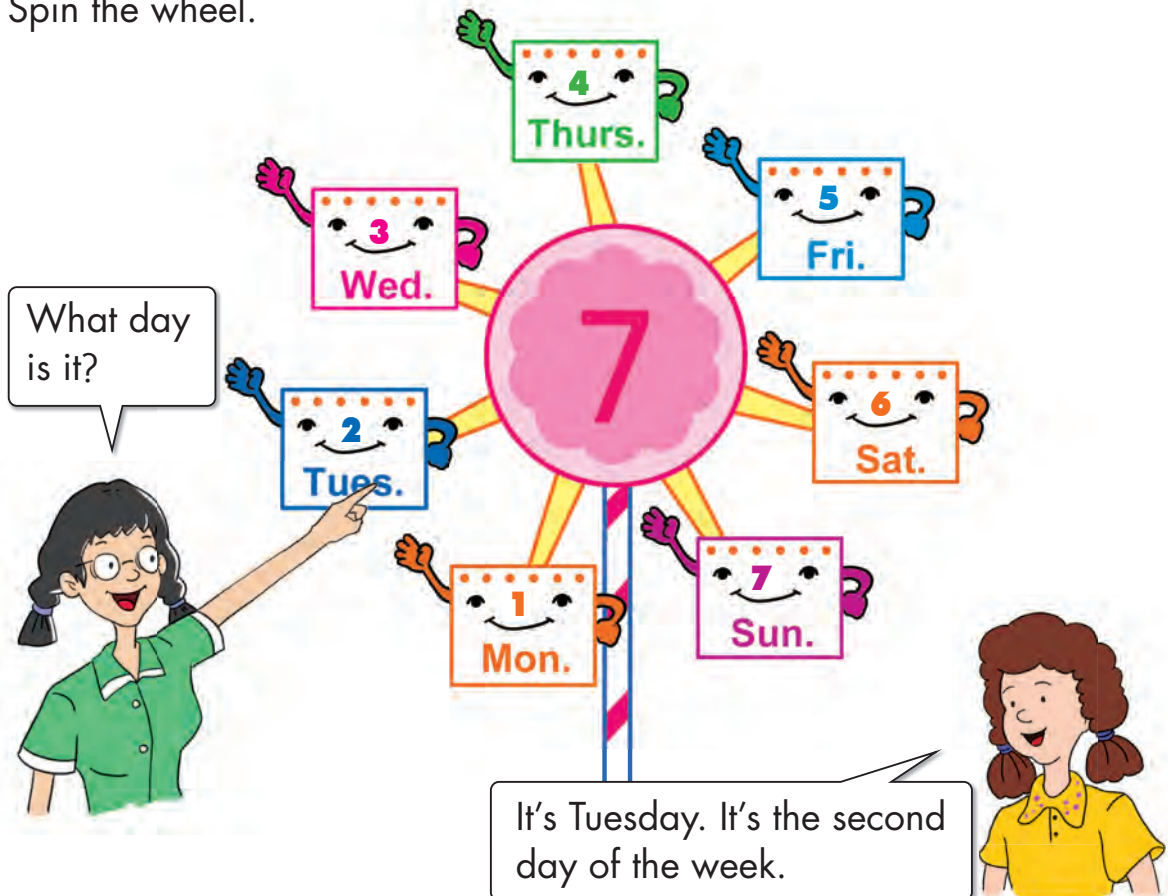 Spin the wheel.
4
Thurs.
5
Fri.
3
Wed.
7
What day
is it?
6
Sat.
2
Tues.
7
Sun.
1
Mon.
It's Tuesday. It's the second
day of the week.